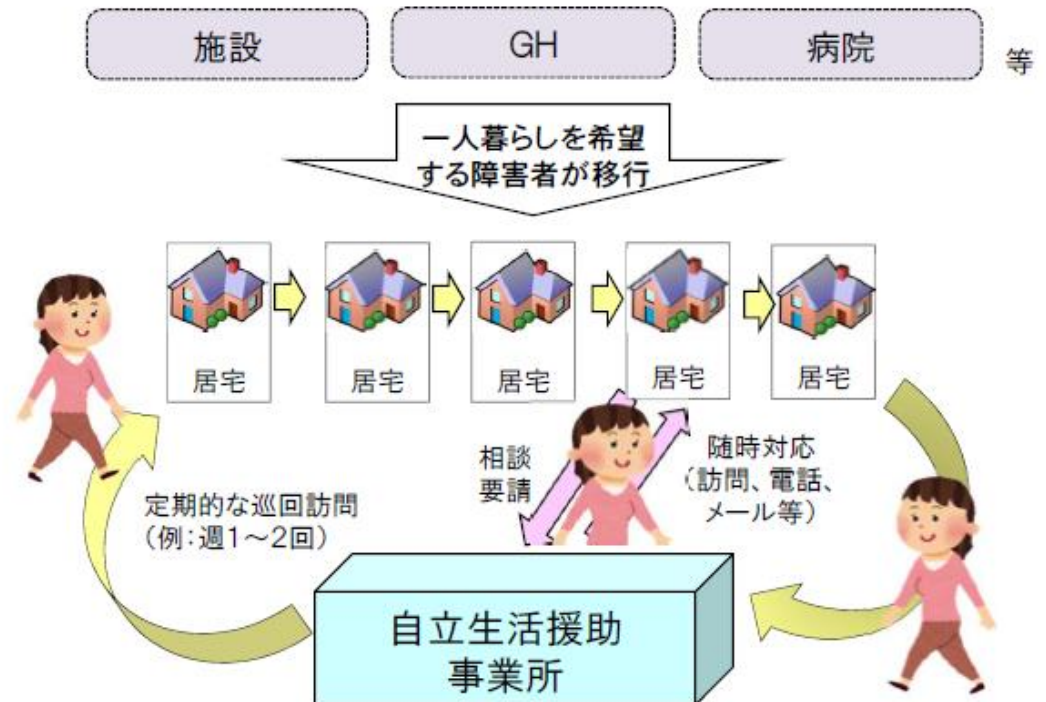 施設
GH
病院
等
一人暮らしを希望
する障害者が移行
居宅
居宅
居宅
居宅
居宅
相談
要請
随時対応
（訪問、電話、
メール等）
定期的な巡回訪問
（例：週1～2回）
自立生活援助
事業所